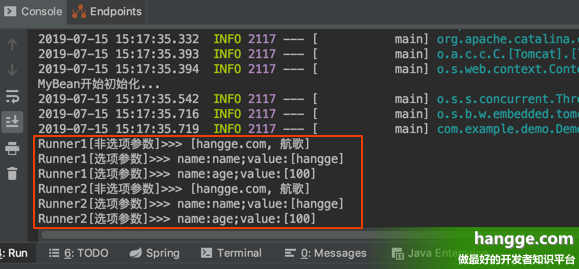 Console Endpoints
2019-07-15 15:17:35.332 INFO 2117 --- [ main] org.apache.catalina.
2019-07-15 15:17:35.393 INFO 2117 --- [ main] o.a.c.c.C.[Tomcat].[
2019-07-15 15:17:35.394 INFO 2117 --- [ main] o.s.web.context.Conte
MyBean开始初始化...
2019-07-15 15:17:35.542 INFO 2117 --- [ main] o.s.s.concurrent.Thr
2019-07-15 15:17:35.716 INFO 2117 --- [ main] o.s.b.w.embedded.tom
2019-07-15 15:17:35.719 INFO 2117 --- [ main] com.example.demo.Dem
Runner1[非选项参数]>>> [hangge.com, 航歌]
Runner1[选项参数]>>> name:name;value:[hangge]
Runner1[选项参数]>>> name:age;value:[100]
Runner2[非选项参数]>>> [hangge.com, 航歌]
Runner2[选项参数]>>> name:name;value:[hangge]
Runner2[选项参数]>>> name:age;value:[100]
4: Run 6: TODO Spring Terminal 0: Messages Java
hangge.com
做最好的开发者知识平台